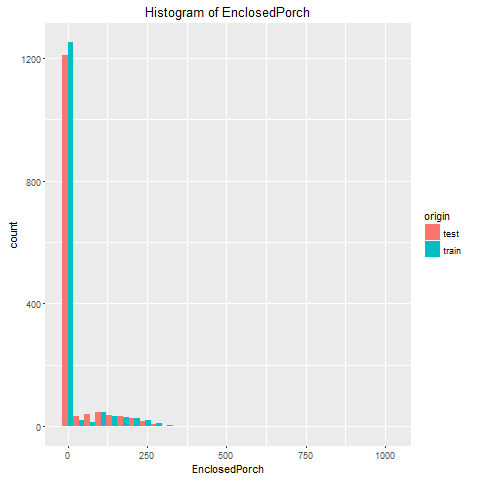 Histogram of EnclosedPorch
1200
800
400
0
count
0 250 500 750 1000
EnclosedPorch
origin
test
train